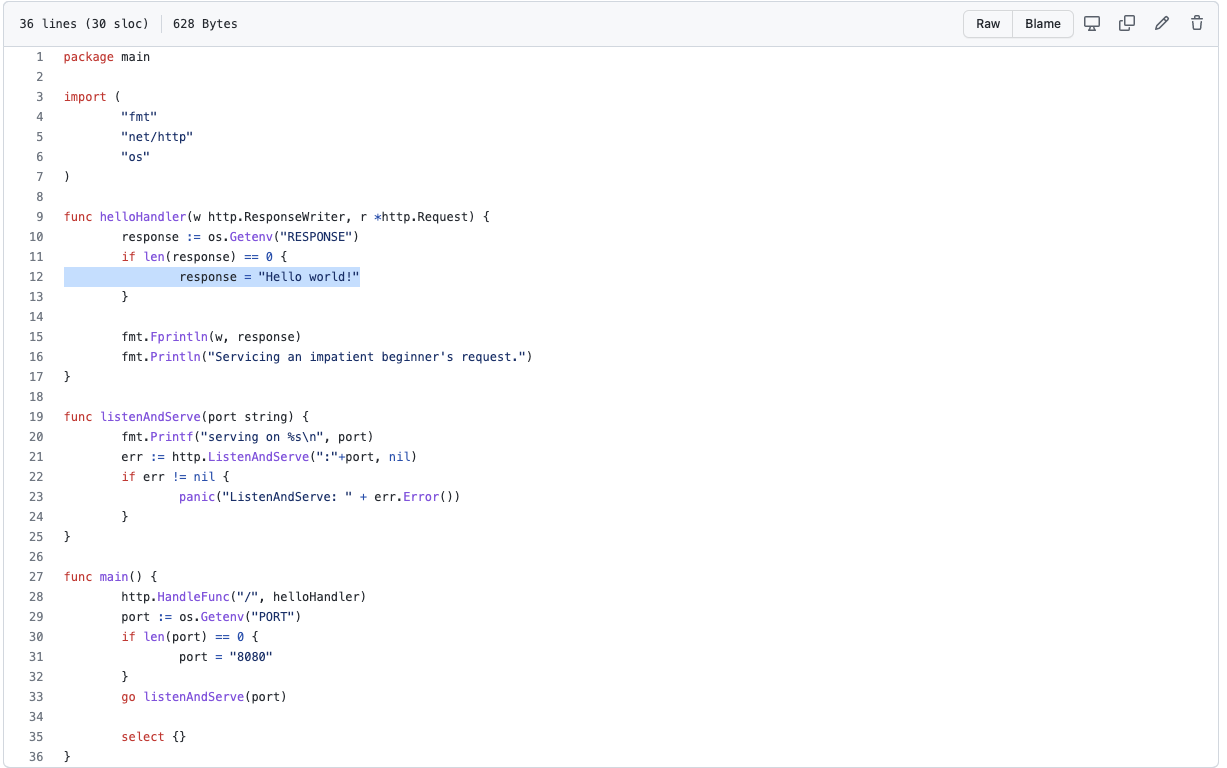 36 lines (30 sloc) 628 Bytes Raw Blame
1 package main
2
3 import (
4 "fmt"
5 "net/http"
6 "os"
7 )
8
9 func helloHandler(w http.ResponseWriter, r *http.Request) {
10 response := os.Getenv("RESPONSE")
11 if len(response) == 0 {
12 response = "Hello world!"
13 }
14
15 fmt.Fprintln(w, response)
16 fmt.Println("Servicing an impatient beginner's request.")
17 }
18
19 func listenAndServe(port string) {
20 fmt.Printf("serving on %s\n", port)
21 err := http.ListenAndServe(":"+port, nil)
22 if err != nil {
23 panic("ListenAndServe: " + err.Error())
24 }
25 }
26
27 func main() {
28 http.HandleFunc("/", helloHandler)
29 port := os.Getenv("PORT")
30 if len(port) == 0 {
31 port = "8080"
32 }
33 go listenAndServe(port)
34
35 select {}
36 }